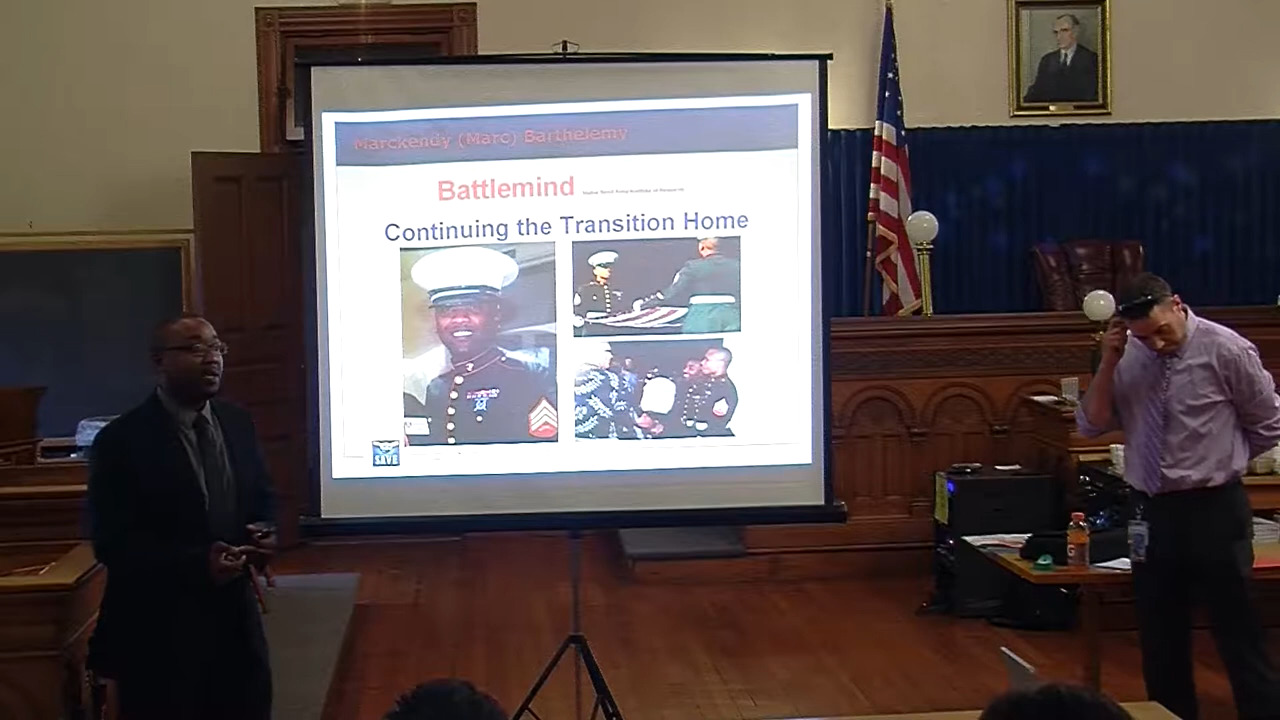 Marckendy (Marc) Barthelemy
Battlemind
Continuing the Transition Home
SAVE